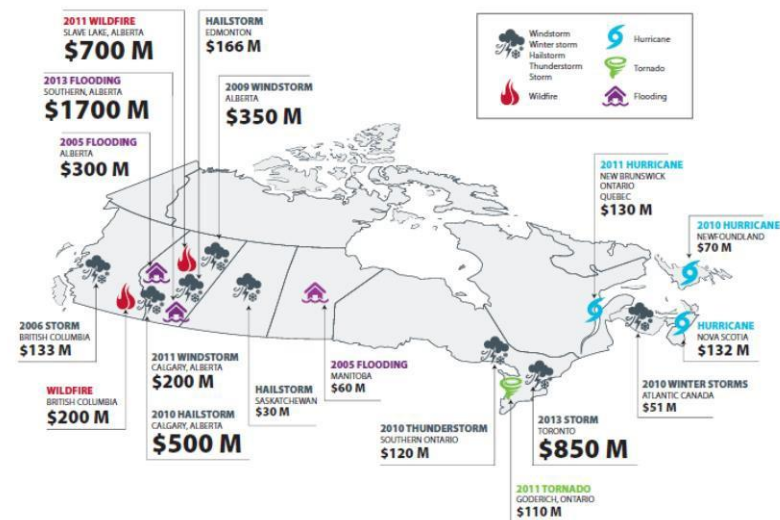 2011 WILDFIRE
SLAVE LAKE, ALBERTA
$700 M
HAILSTORM
EDMONTON
$166 M
2013 FLOODING
SOUTHERN, ALBERTA
$1700 M
2009 WINDSTORM
ALBERTA
$350 M
2005 FLOODING
ALBERTA
$300 M
Windstorm
Winter storm
Hailstorm
Thunderstorm
Storm
Wildfire
Hurricane
Tornado
Flooding
2011 HURRICANE
NEW BRUNSWICK
ONTARIO
QUEBEC
$130 M
2010 HURRICANE
NEWFOUNDLAND
$70 M
2006 STORM
BRITISH COLUMBIA
$133 M
WILDFIRE
BRITISH COLUMBIA
$200 M
2011 WINDSTORM
CALGARY, ALBERTA
$200 M
2010 HAILSTORM
CALGARY, ALBERTA
$500 M
HAILSTORM
SASKATCHEWAN
$30 M
2005 FLOODING
MANITOBA
$60 M
2010 THUNDERSTORM
SOUTHERN ONTARIO
$120 M
2013 STORM
TORONTO
$850 M
2011 TORNADO
GODERICH, ONTARIO
$110 M
HURRICANE
NOVA SCOTIA
$132 M
2010 WINTER STORMS
ATLANTIC CANADA
$51 M